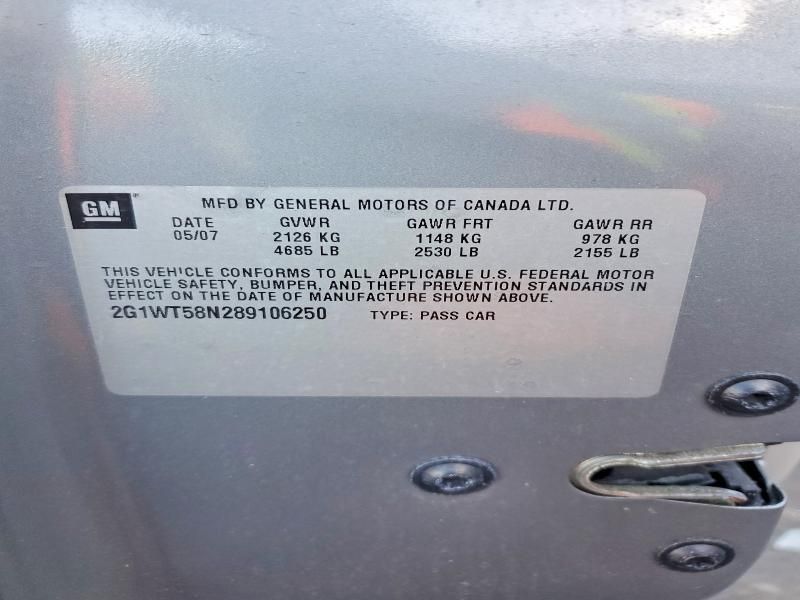 GM
MFD BY GENERAL MOTORS OF CANADA LTD.
DATE GVWR GAWR FRT GAWR RR
05/07 2126 KG 1148 KG 978 KG
4685 LB 2530 LB 2155 LB
THIS VEHICLE CONFORMS TO ALL APPLICABLE U.S. FEDERAL MOTOR
VEHICLE SAFETY, BUMPER, AND THEFT PREVENTION STANDARDS IN
EFFECT ON THE DATE OF MANUFACTURE SHOWN ABOVE.
2G1WT58N289106250 TYPE: PASS CAR